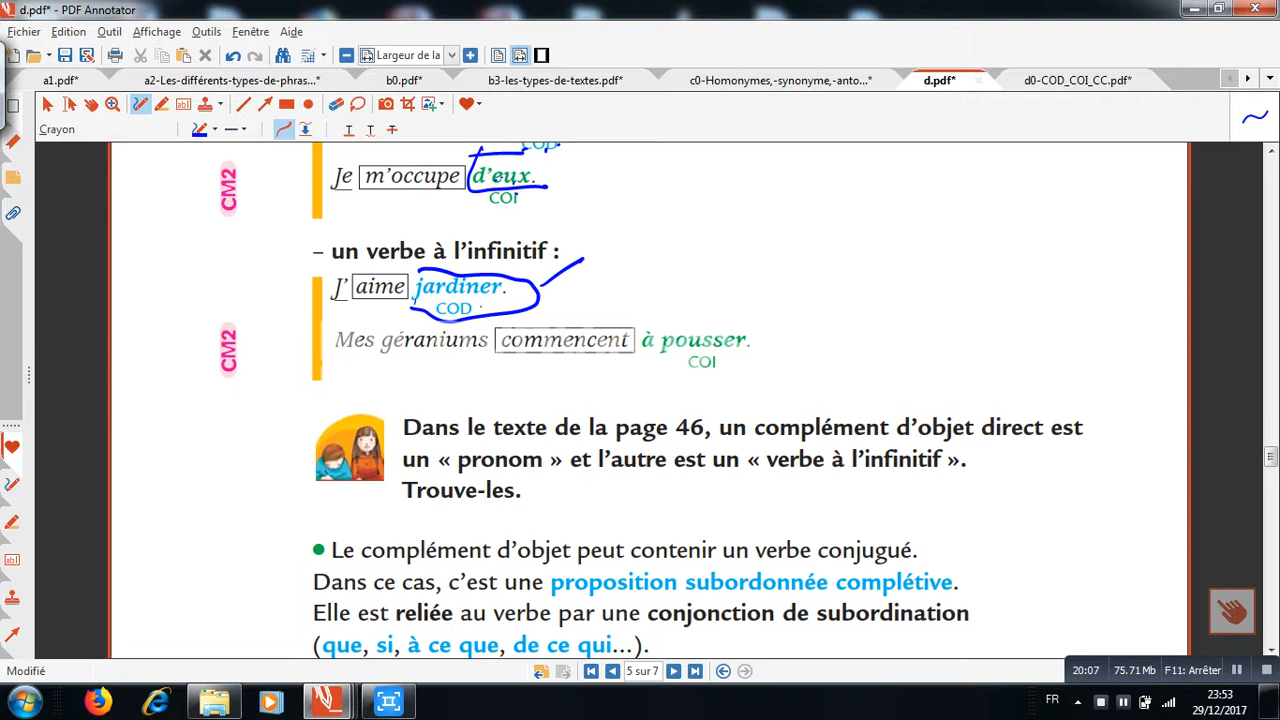 d.pdf* - PDF Annotator
Fichier Edition Outil Affichage Outils Fenêtre Aide
Largeur de la
a1.pdf* a2-Les-différents-types-de-phras...* b0.pdf* b3-les-types-de-textes.pdf* c0-Homonymes,-synonyme,-anto...* d.pdf* d0-COD_COI_CC.pdf*
Crayon
COD
CM2
Je m'occupe d'eux.
COI
– un verbe à l'infinitif :
J' aime jardiner.
COD
CM2
Mes géraniums commencent à pousser.
COI
Dans le texte de la page 46, un complément d'objet direct est
un « pronom » et l'autre est un « verbe à l'infinitif ».
Trouve-les.
• Le complément d'objet peut contenir un verbe conjugué.
Dans ce cas, c'est une proposition subordonnée complétive.
Elle est reliée au verbe par une conjonction de subordination
(que, si, à ce que, de ce qui...).
Modifié
5 sur 7
20:07 75.71 Mb F11: Arrêter
FR
23:53
29/12/2017